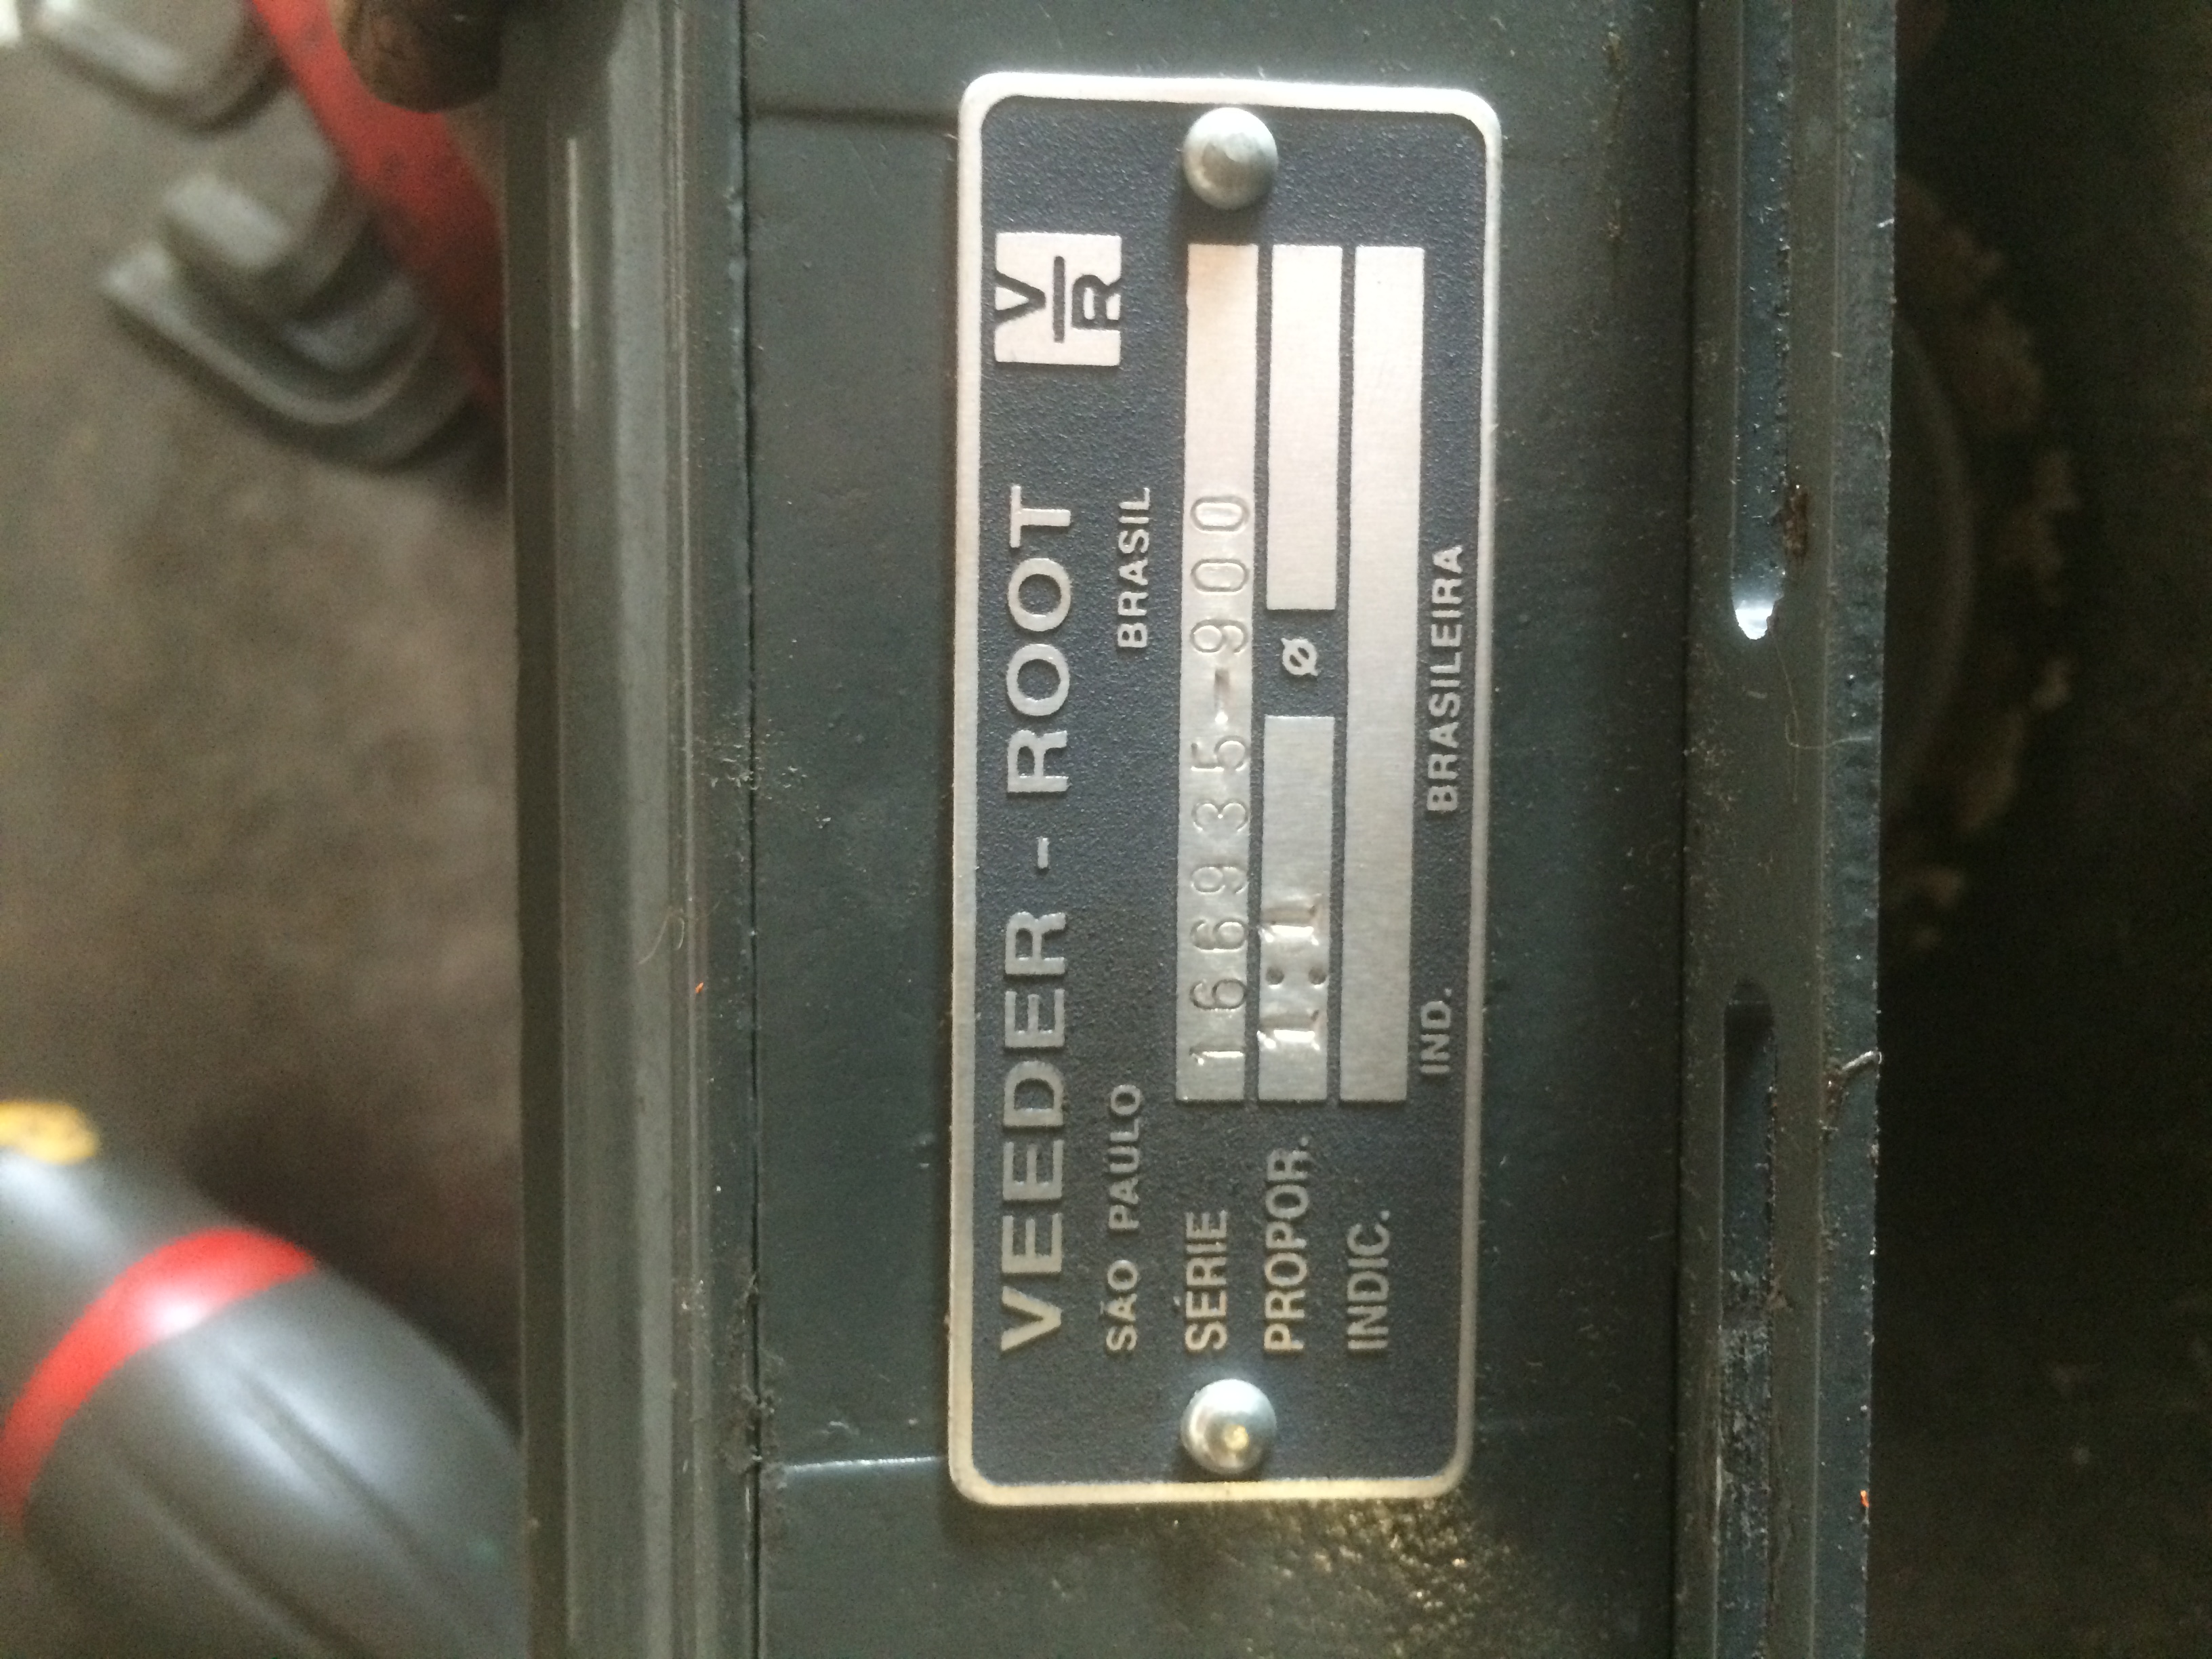 VEEDER - ROOT V/R
SÃO PAULO BRASIL
SÉRIE 166935-900
PROPOR. 1:1 Ø
INDIC.
IND. BRASILEIRA